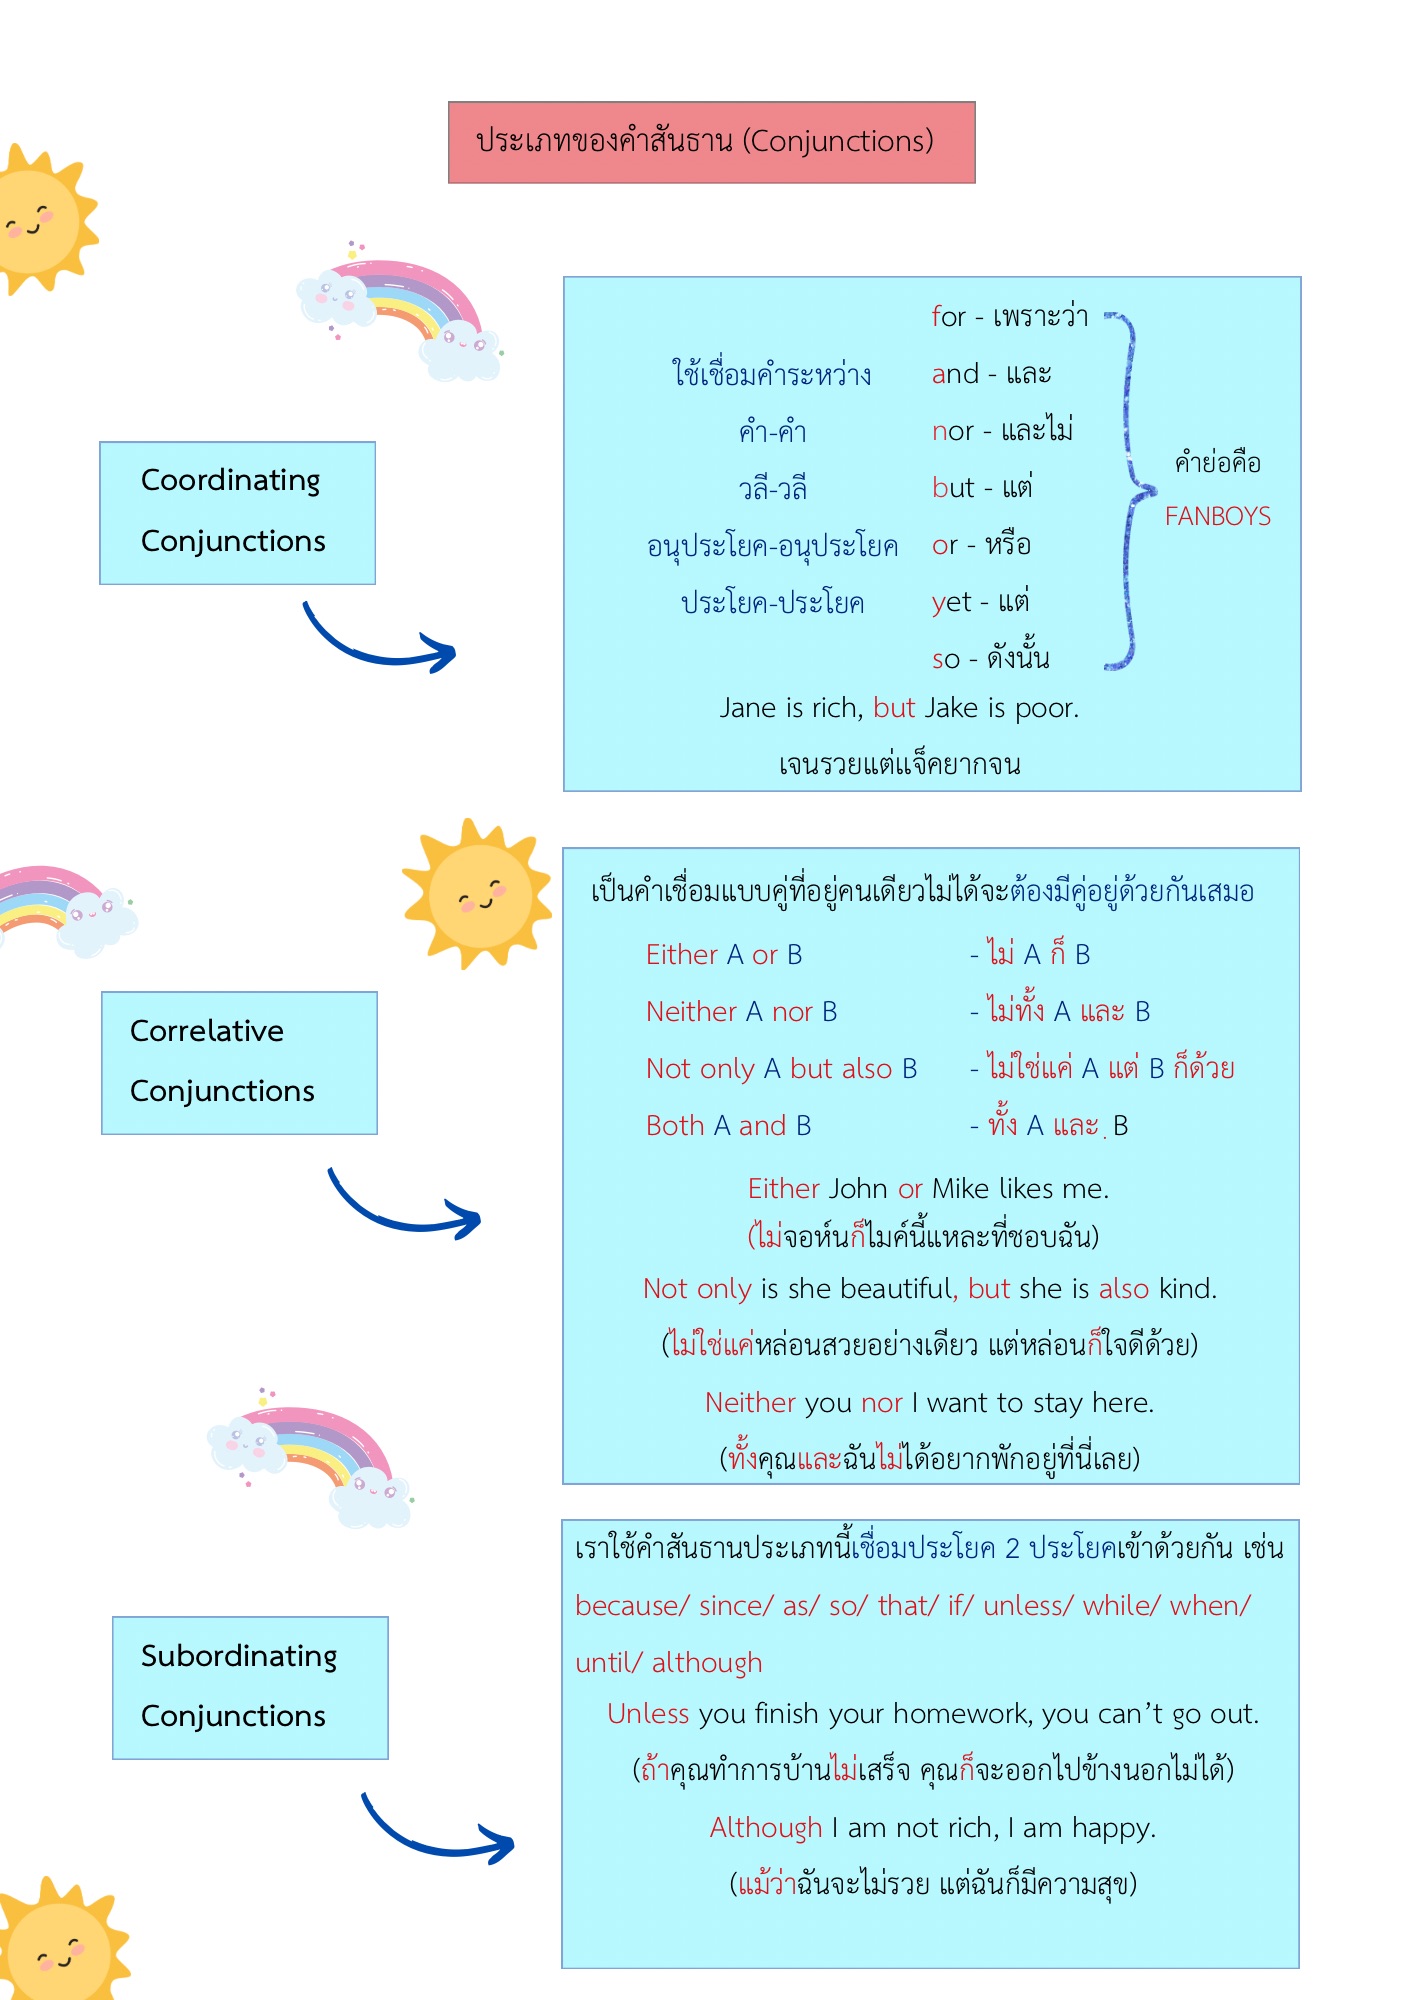 ประเภทของคำสันธาน (Conjunctions)
Coordinating
Conjunctions
ใช้เชื่อมคำระหว่าง
คำ-คำ
วลี-วลี
อนุประโยค-อนุประโยค
ประโยค-ประโยค
for - เพราะว่า
and - และ
nor - และไม่
but - แต่
or - หรือ
yet - แต่
so - ดังนั้น
คำย่อคือ
FANBOYS
Jane is rich, but Jake is poor.
เจนรวยแต่แจ็คยากจน
Correlative
Conjunctions
เป็นคำเชื่อมแบบคู่ที่อยู่คนเดียวไม่ได้จะต้องมีคู่อยู่ด้วยกันเสมอ
Either A or B - ไม่ A ก็ B
Neither A nor B - ไม่ทั้ง A และ B
Not only A but also B - ไม่ใช่แค่ A แต่ B ก็ด้วย
Both A and B - ทั้ง A และ . B
Either John or Mike likes me.
(ไม่จอห์นก็ไมค์นี้แหละที่ชอบฉัน)
Not only is she beautiful, but she is also kind.
(ไม่ใช่แค่หล่อนสวยอย่างเดียว แต่หล่อนก็ใจดีด้วย)
Neither you nor I want to stay here.
(ทั้งคุณและฉันไม่ได้อยากพักอยู่ที่นี่เลย)
Subordinating
Conjunctions
เราใช้คำสันธานประเภทนี้เชื่อมประโยค 2 ประโยคเข้าด้วยกัน เช่น
because/ since/ as/ so/ that/ if/ unless/ while/ when/
until/ although
Unless you finish your homework, you can’t go out.
(ถ้าคุณทำการบ้านไม่เสร็จ คุณก็จะออกไปข้างนอกไม่ได้)
Although I am not rich, I am happy.
(แม้ว่าฉันจะไม่รวย แต่ฉันก็มีความสุข)